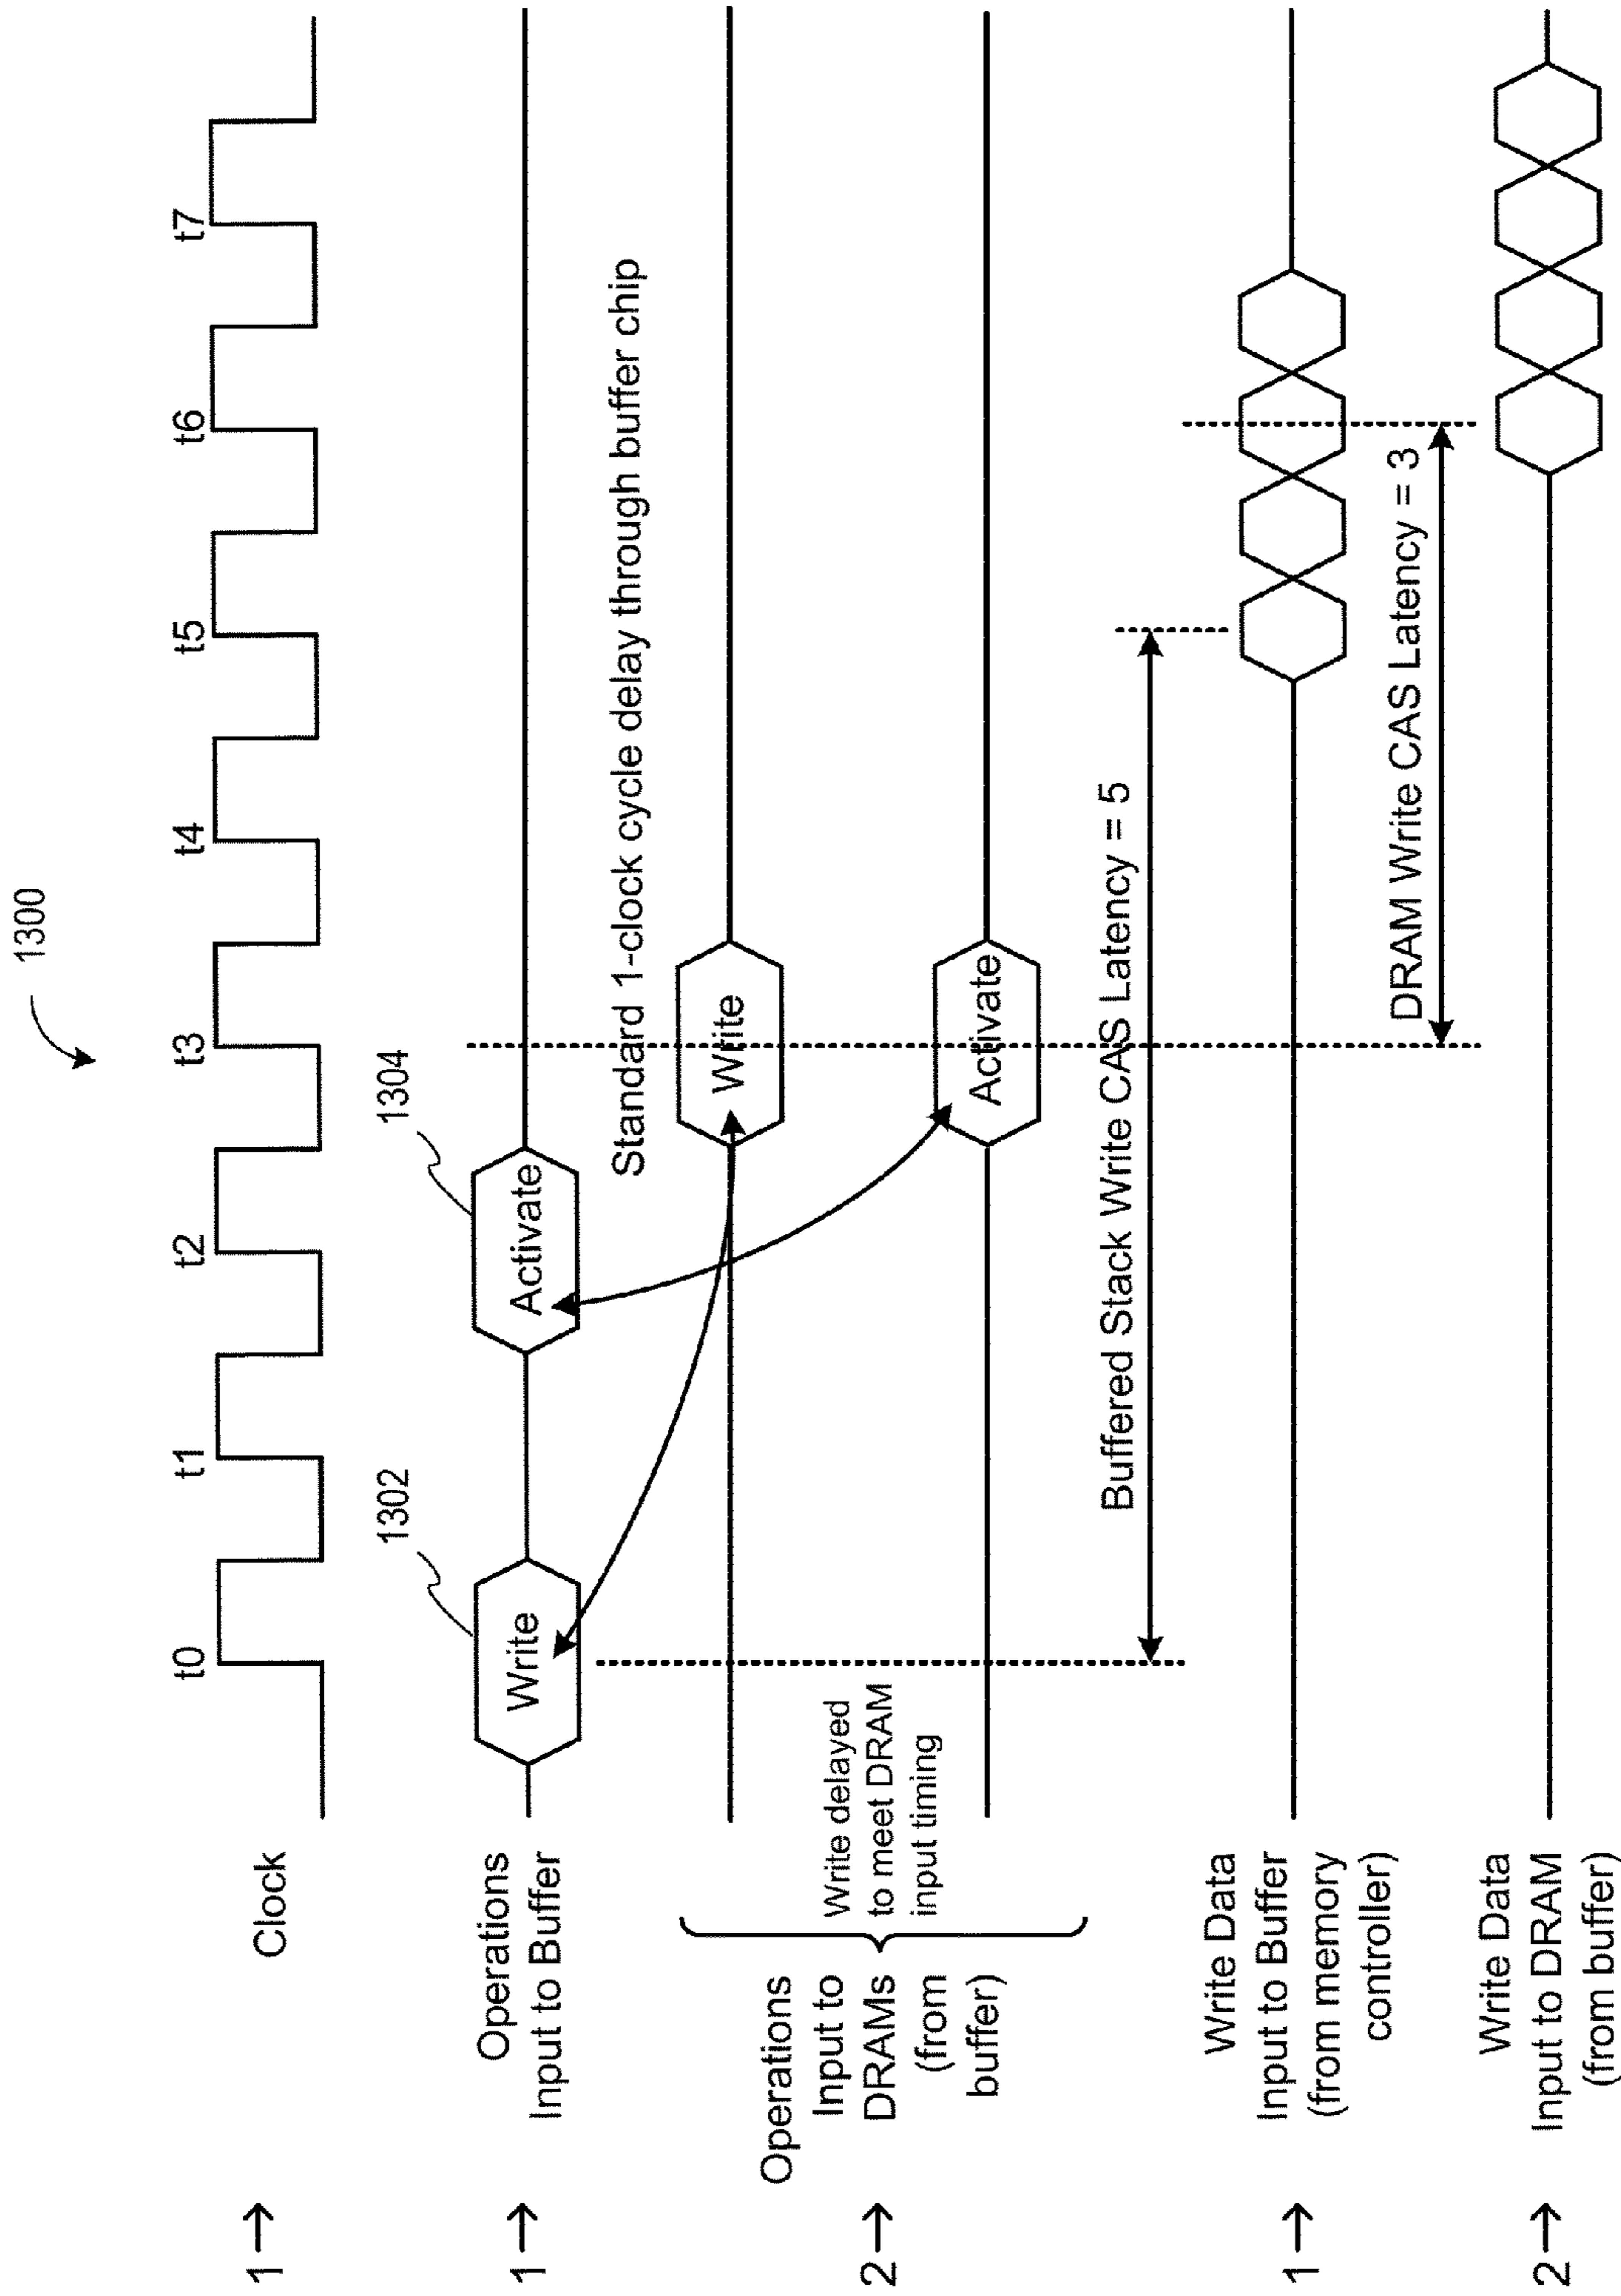 1300
t0 t1 t2 t3 t4 t5 t6 t7
1→
Clock
1302
1304
1→
Operations
Input to Buffer
Write
Activate
Standard 1-clock cycle delay through buffer chip
2→
Operations
Input to
DRAMs
(from
buffer)
Write delayed
to meet DRAM
input timing
Write
Activate
Buffered Stack Write CAS Latency = 5
1→
Write Data
Input to Buffer
(from memory
controller)
DRAM Write CAS Latency = 3
2→
Write Data
Input to DRAM
(from buffer)